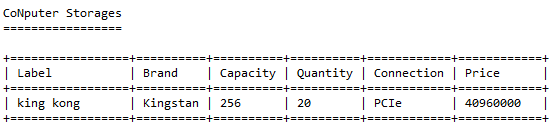 CoNputer Storages
=================
+================+=========+==========+==========+============+===========+
| Label          | Brand   | Capacity | Quantity | Connection | Price     |
+================+=========+==========+==========+============+===========+
| king kong      | Kingstan | 256      | 20       | PCIe       | 40960000  |
+================+=========+==========+==========+============+===========+